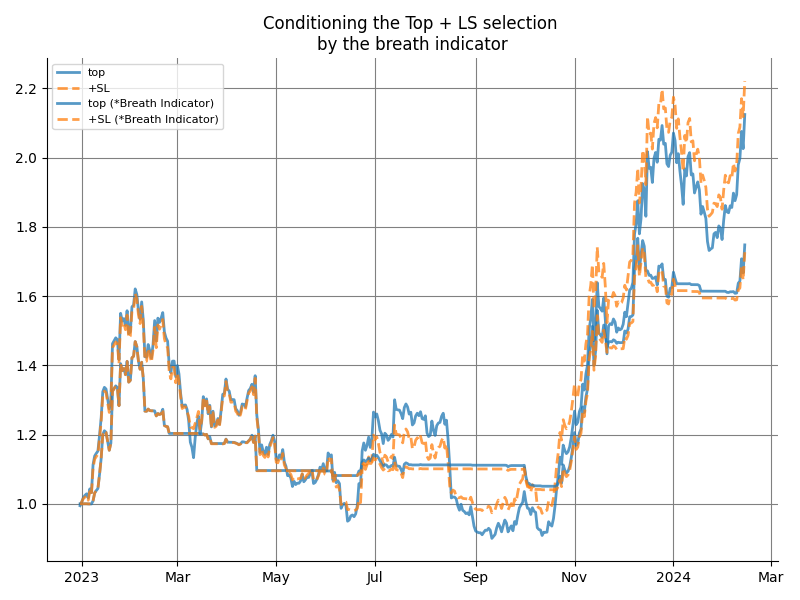 Conditioning the Top + LS selection
by the breath indicator
top
+SL
top (*Breath Indicator)
+SL (*Breath Indicator)
2.2
2.0
1.8
1.6
1.4
1.2
1.0
2023 Mar May Jul Sep Nov 2024 Mar